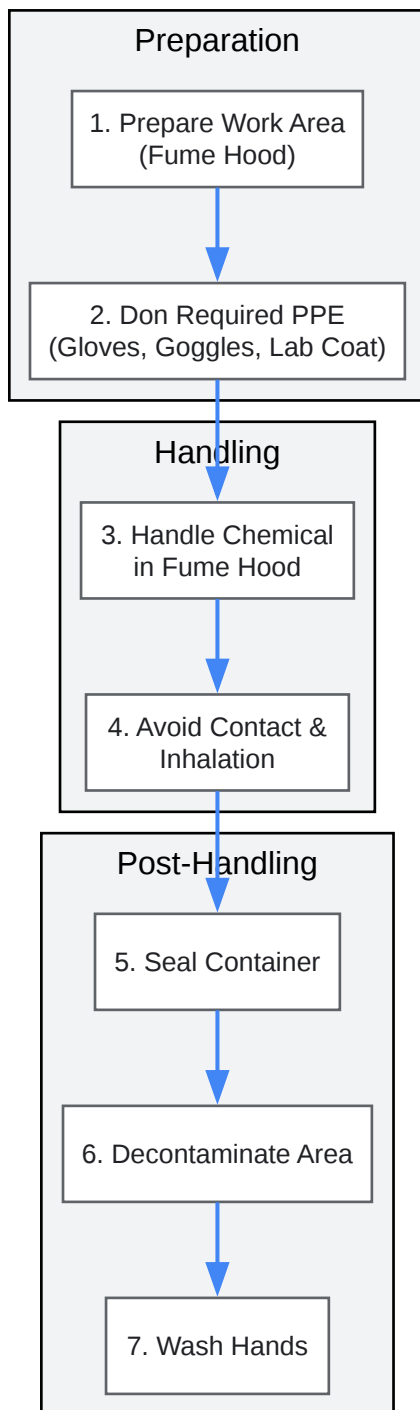 Preparation
1. Prepare Work Area
(Fume Hood)
2. Don Required PPE
(Gloves, Goggles, Lab Coat)
Handling
3. Handle Chemical
in Fume Hood
4. Avoid Contact &
Inhalation
Post-Handling
5. Seal Container
6. Decontaminate Area
7. Wash Hands